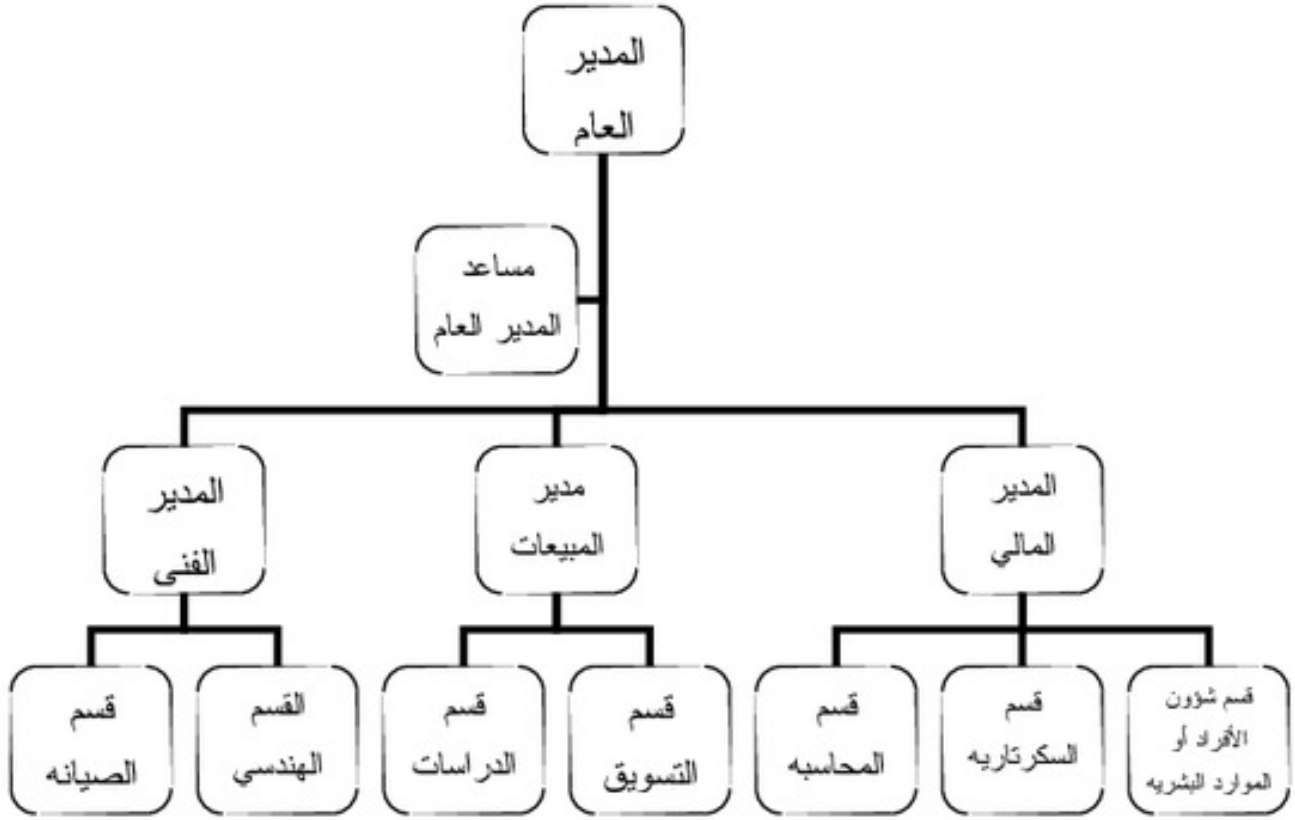 المدير
العام
مساعد
المدير العام
المدير
المالي
مدير
المبيعات
المدير
الفنى
قسم شؤون
الأفراد أو
الموارد البشريه
قسم
السكرتاريه
قسم
المحاسبه
قسم
التسويق
قسم
الدراسات
القسم
الهندسي
قسم
الصيانه